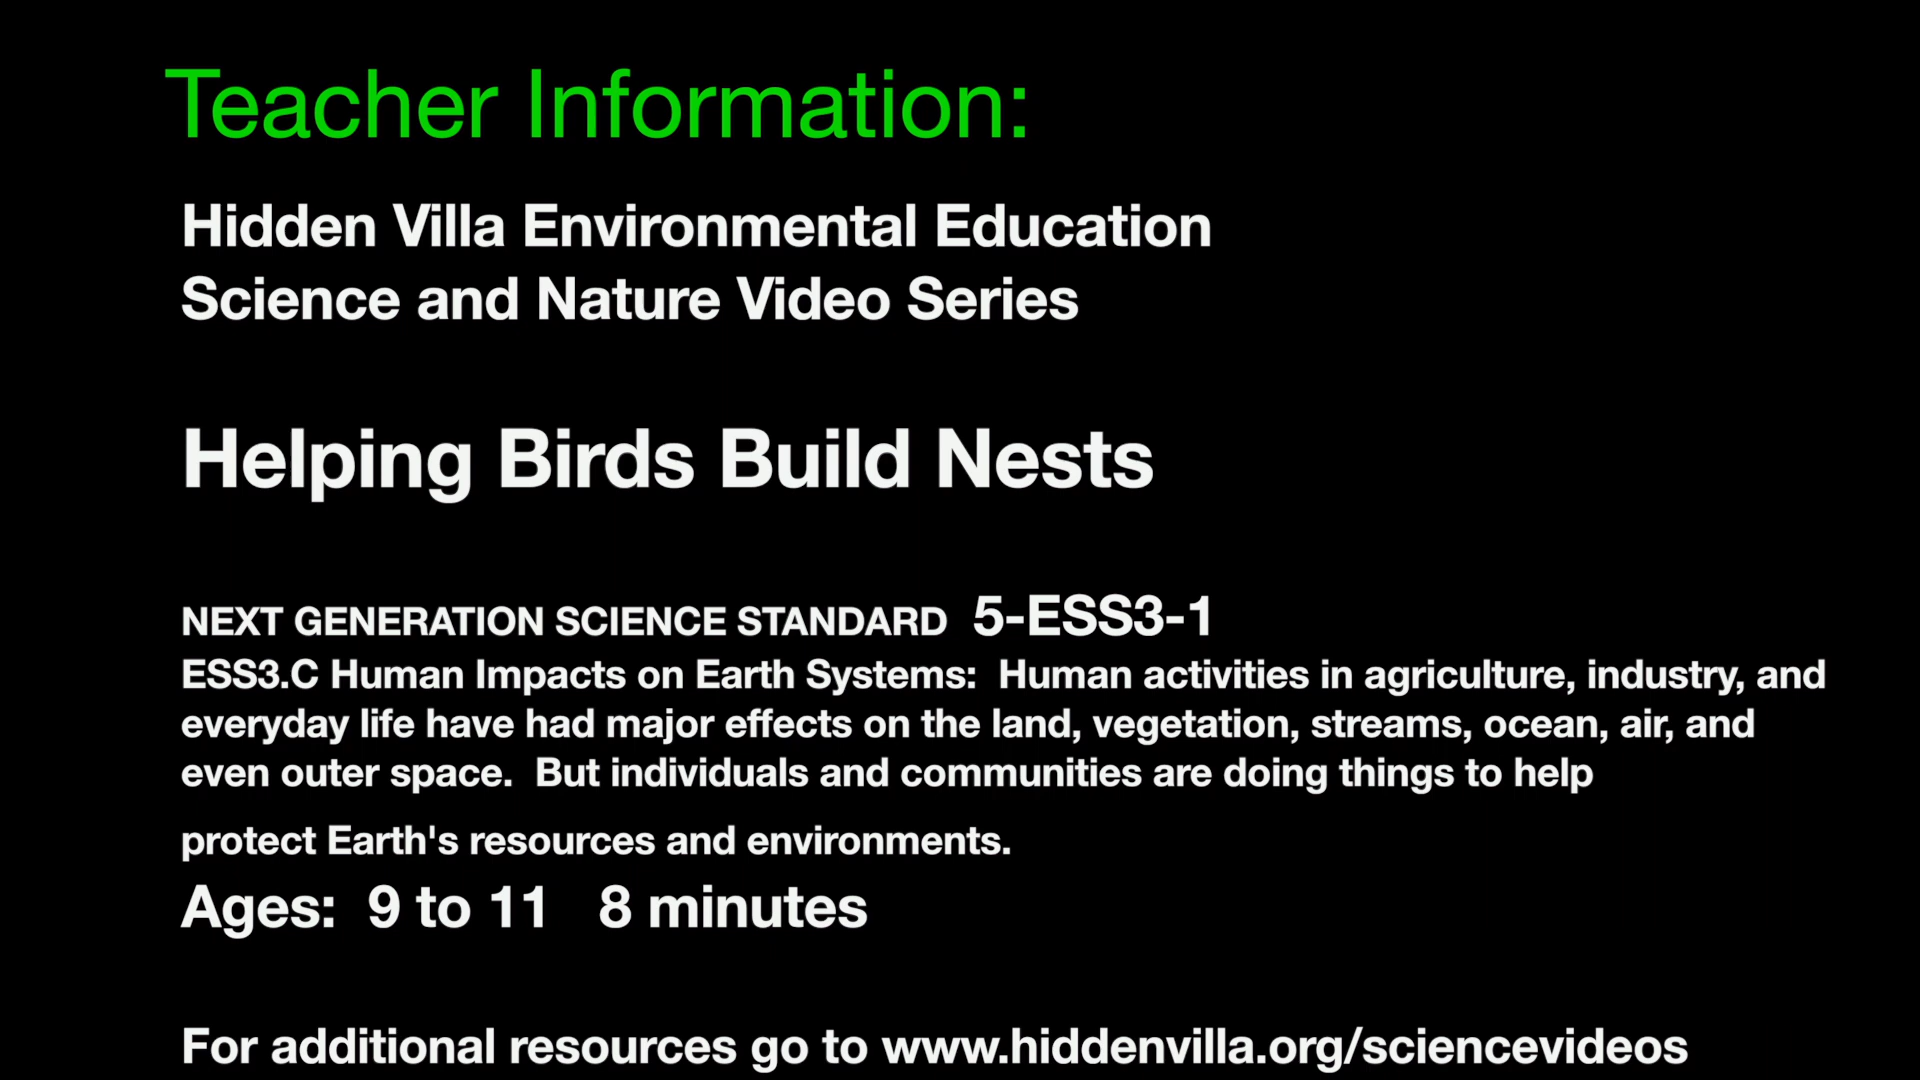 Teacher Information:
Hidden Villa Environmental Education
Science and Nature Video Series
Helping Birds Build Nests
NEXT GENERATION SCIENCE STANDARD 5-ESS3-1
ESS3.C Human Impacts on Earth Systems: Human activities in agriculture, industry, and
everyday life have had major effects on the land, vegetation, streams, ocean, air, and
even outer space. But individuals and communities are doing things to help
protect Earth's resources and environments.
Ages: 9 to 11 8 minutes
For additional resources go to www.hiddenvilla.org/sciencevideos